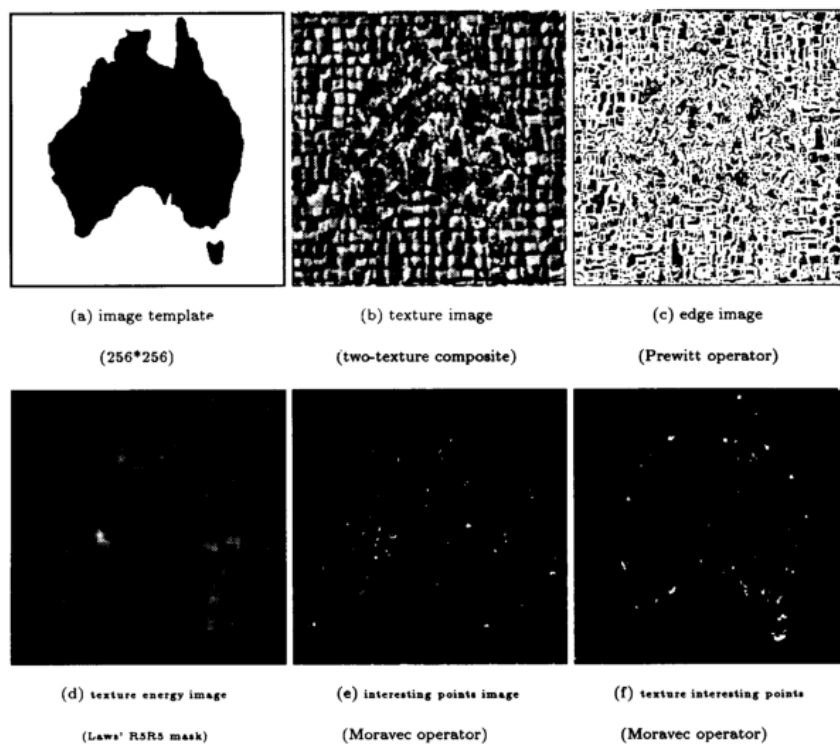 (a) image template
(b) texture image
(c) edge image
(256*256)
(two-texture composite)
(Prewitt operator)
(d) texture energy image
(e) interesting points image
(f) texture interesting points
(Laws' R5R5 mask)
(Moravec operator)
(Moravec operator)